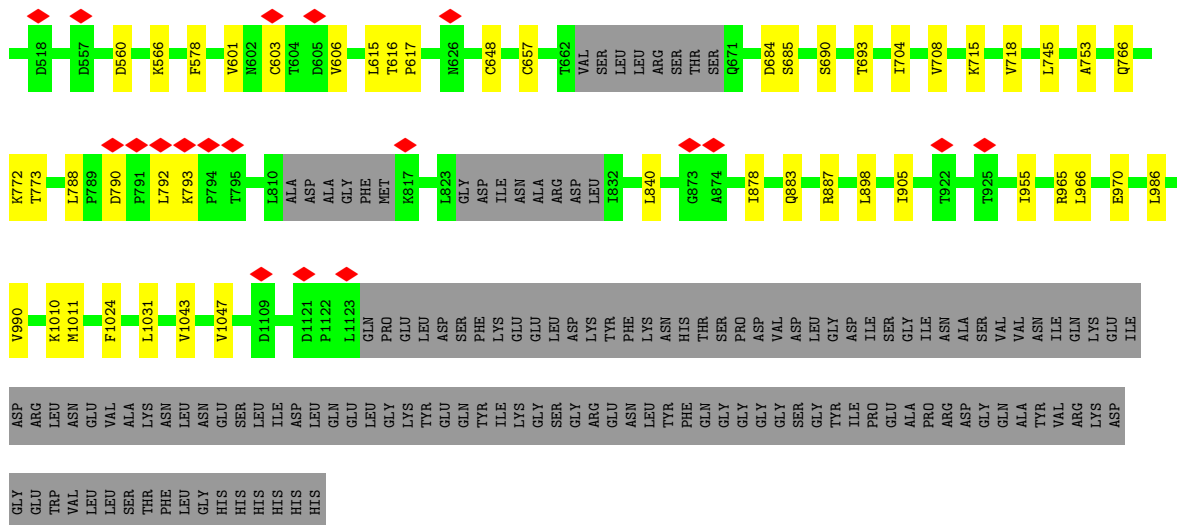 D518 D557 D560 K566 F578 V601 N602 C603 T604 D605 V606 L615 T616 P617 N626 C648 C657 T662 VAL SER LEU LEU ARG SER THR SER Q671 D684 S685 S690 T693 I704 V708 K715 V718 L745 A753 Q766
K772 T773 L788 P789 D790 P791 L792 K793 P794 T795 L810 ALA ASP ALA GLY PHE MET K817 L823 GLY ASP ILE ASN ALA ARG ASP LEU I832 L840 G873 A874 I878 Q883 R887 L898 I905 T922 T925 I955 R965 L966 E970 L986
V990 K1010 M1011 F1024 L1031 V1043 V1047 D1109 D1121 P1122 L1123 GLN PRO GLU LEU ASP SER PHE LYS GLU GLU LEU ASP LYS TYR PHE LYS ASN HIS THR SER PRO ASP VAL ASP LEU GLY ASP ILE SER GLY ILE ASN ALA SER VAL VAL ASN ILE GLN LYS GLU ILE
ASP ARG LEU ASN GLU VAL ALA LYS ASN LEU ASN GLU SER LEU ILE ASP LEU GLN GLU LEU GLY LYS TYR GLU GLN TYR ILE LYS GLY SER GLY ARG GLU ASN LEU TYR PHE GLN GLY GLY GLY GLY SER GLY TYR ILE PRO GLU ALA PRO ARG ASP GLY GLN ALA TYR VAL ARG LYS ASP
GLY GLU TRP VAL LEU LEU SER THR PHE LEU GLY HIS HIS HIS HIS HIS HIS